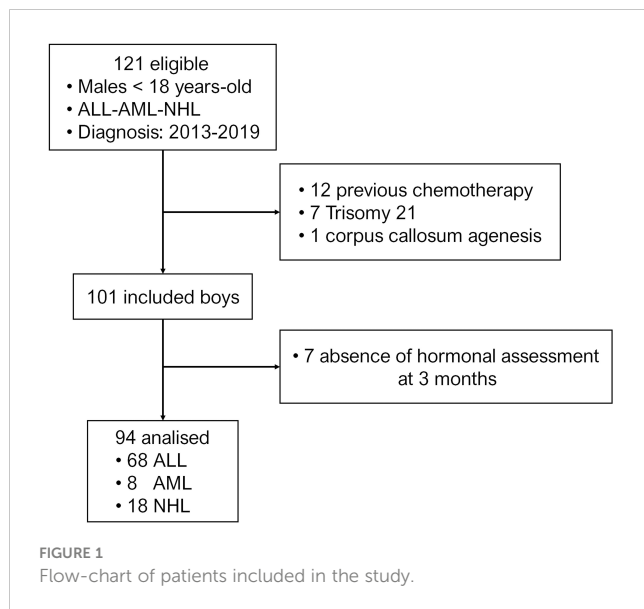 121 eligible
• Males < 18 years-old
• ALL-AML-NHL
• Diagnosis: 2013-2019
• 12 previous chemotherapy
• 7 Trisomy 21
• 1 corpus callosum agenesis
101 included boys
• 7 absence of hormonal assessment
at 3 months
94 analised
• 68 ALL
• 8 AML
• 18 NHL
FIGURE 1
Flow-chart of patients included in the study.